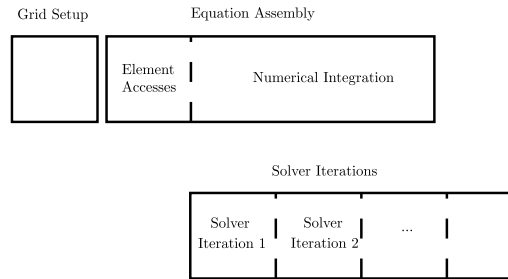 Grid Setup
Equation Assembly
Element
Accesses
Numerical Integration
Solver Iterations
Solver
Iteration 1
Solver
Iteration 2
...